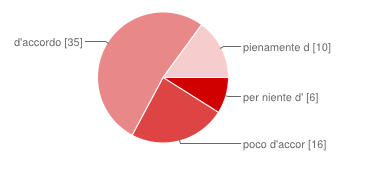 d'accordo [35]
pienamente d [10]
per niente d' [6]
poco d'accor [16]